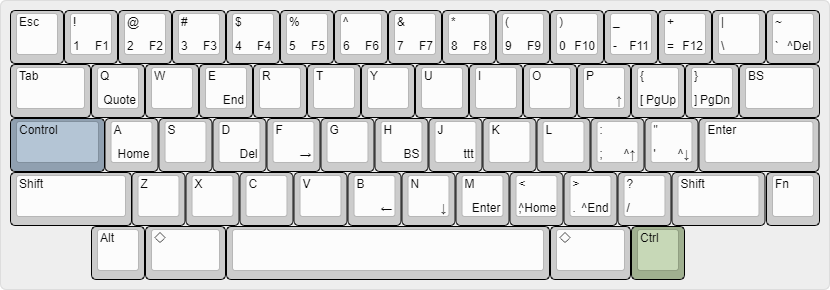 Esc ! @ # $ % ^ & * ( ) _ + | ~
1 F1 2 F2 3 F3 4 F4 5 F5 6 F6 7 F7 8 F8 9 F9 0 F10 - F11 = F12 \ ` ^Del
Tab Q W E R T Y U I O P { } BS
Quote End ↑ [ PgUp ] PgDn
Control A S D F G H J K L : " Enter
Home Del → BS ttt ; ^↑ ' ^↓
Shift Z X C V B N M < > ? Shift Fn
← ↓ Enter , ^Home . ^End /
Alt ◇ ◇ Ctrl